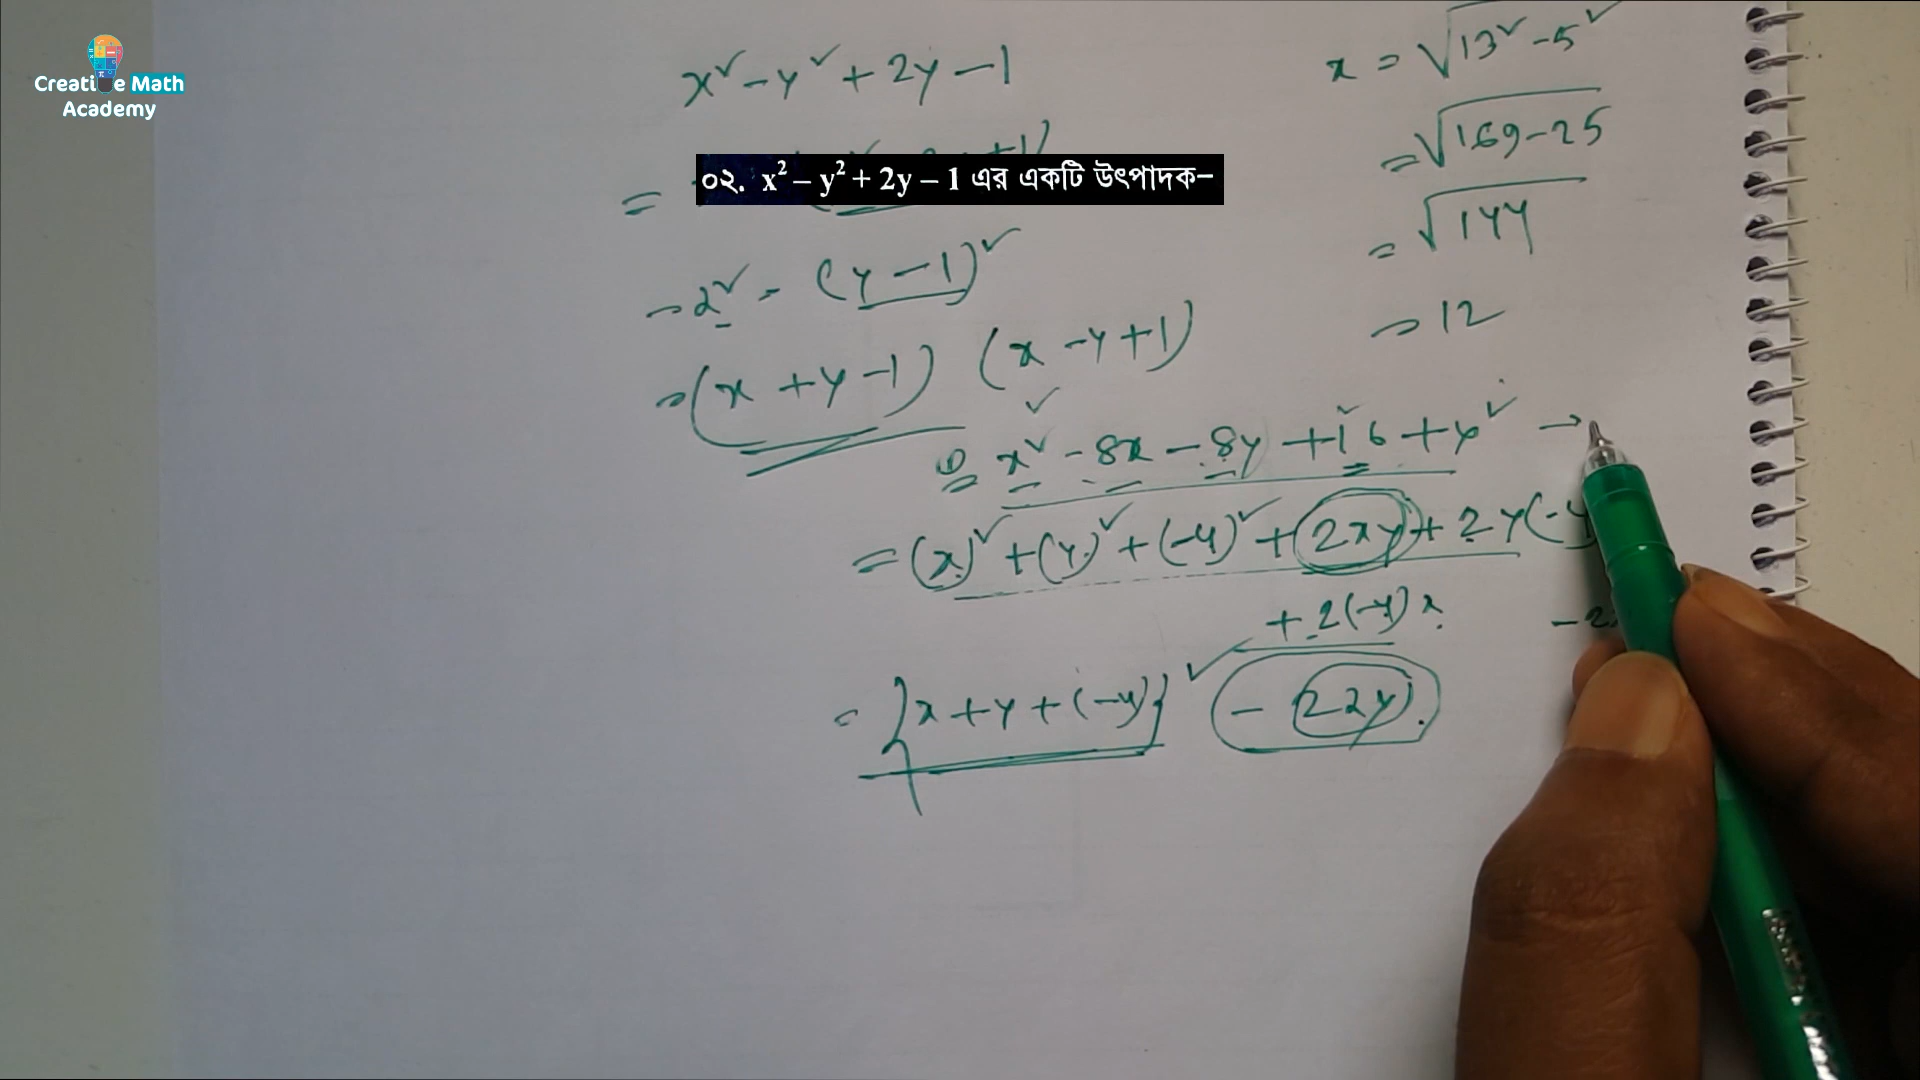 Creative Math
Academy
x² - y² + 2y - 1
০২. x² – y² + 2y – 1 এর একটি উৎপাদক–
= +1)
→ x² - (y - 1)²
→ (x + y - 1) (x - y + 1)
x = √13² - 5²
= √169 - 25
= √144
→ 12
x² - 8x - 8y + 16 + y² →
= (x)² + (y)² + (-4)² + 2xy + 2y(-4
+ 2(-4)x - 2x
= {x + y + (-4)}² - 2xy.